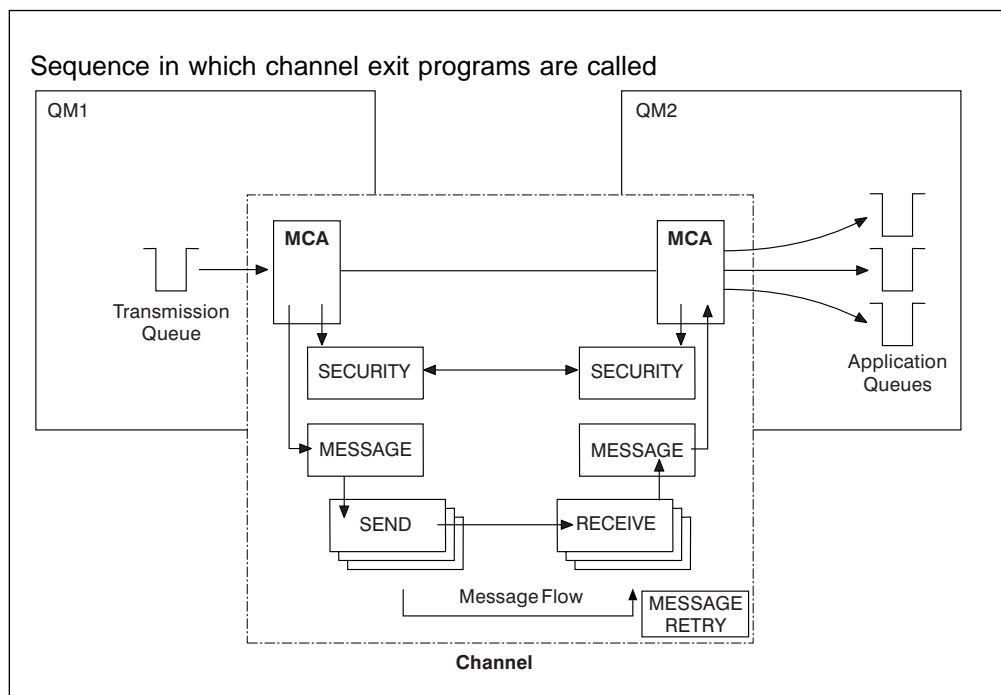 Sequence in which channel exit programs are called
QM1
QM2
MCA
MCA
Transmission
Queue
Application
Queues
SECURITY
SECURITY
MESSAGE
MESSAGE
SEND
RECEIVE
Message Flow
MESSAGE
RETRY
Channel